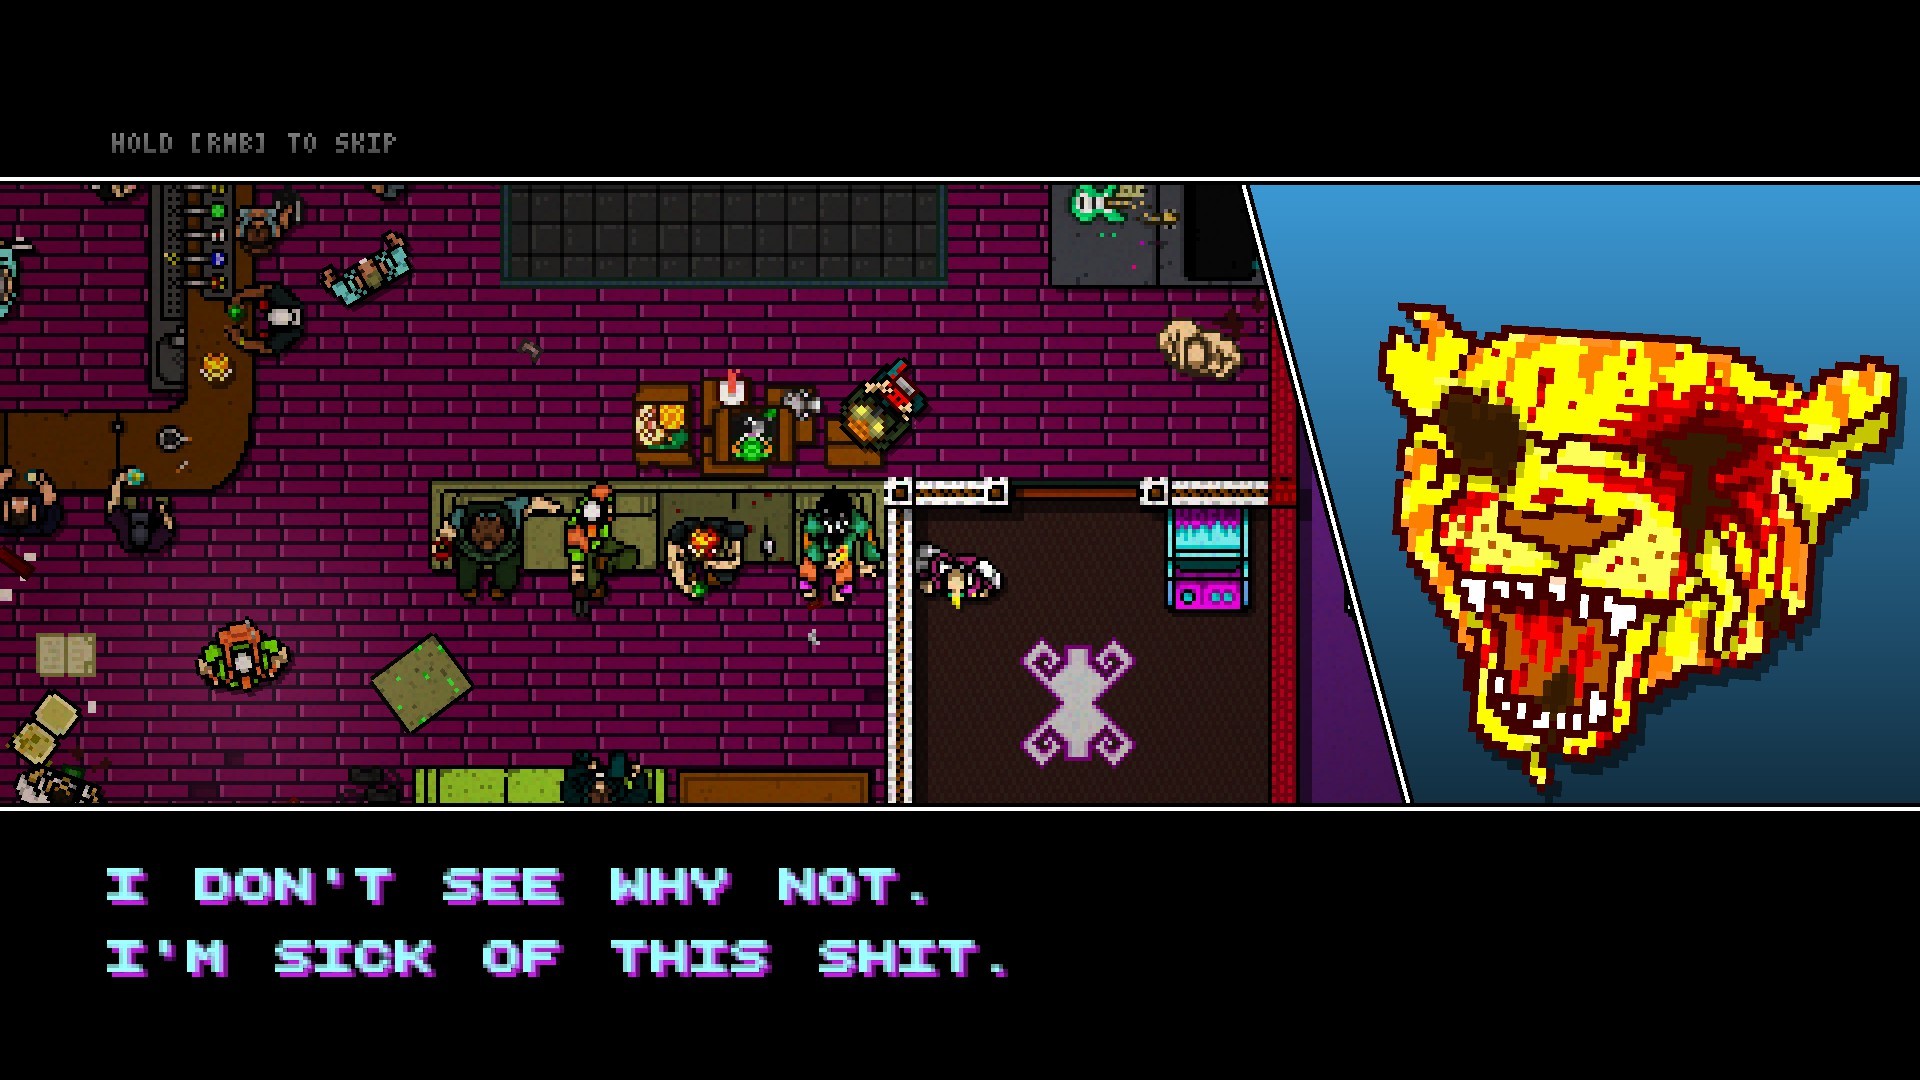 HOLD [RMB] TO SKIP
I DON'T SEE WHY NOT.
I'M SICK OF THIS SHIT.